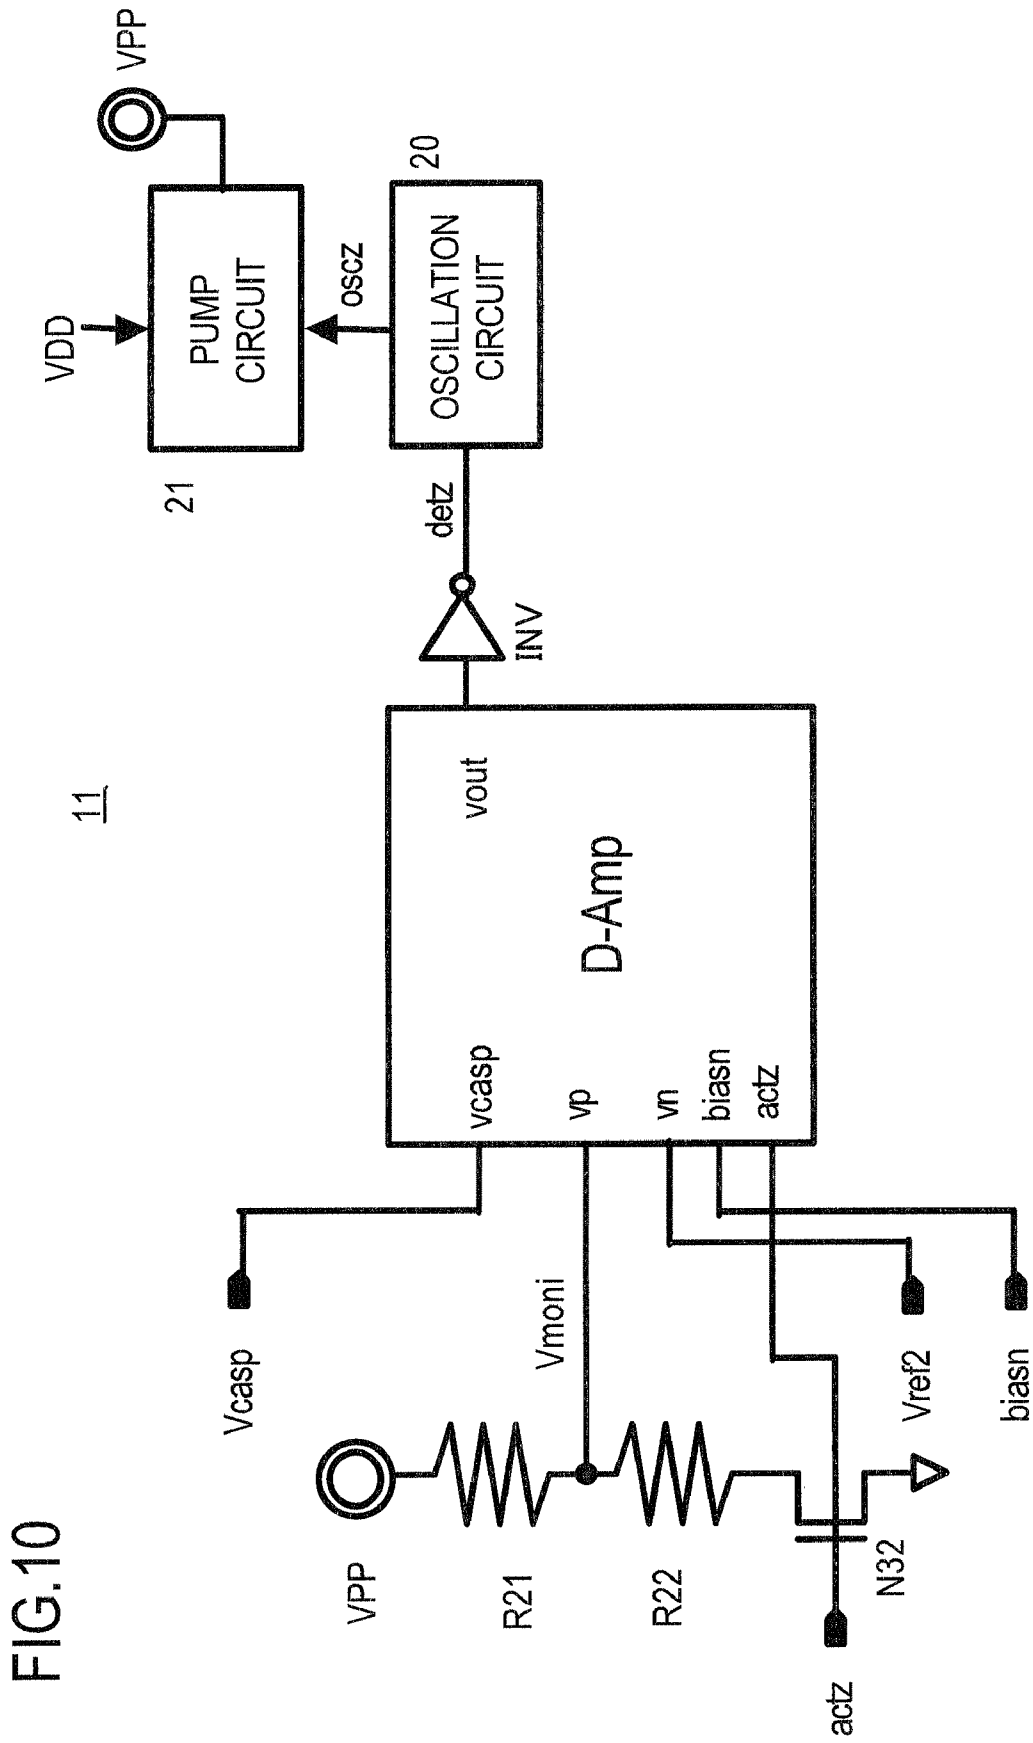 FIG.10
11
VPP
R21
R22
N32
actz
Vcasp
Vmoni
Vref2
biasn
vcasp
vp
vn
biasn
actz
D-Amp
vout
INV
detz
OSCILLATION
CIRCUIT
20
oscz
PUMP
CIRCUIT
21
VDD
VPP